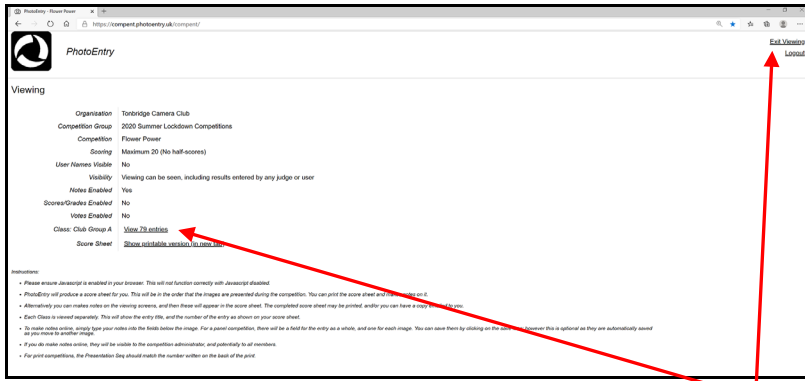 PhotoEntry - Flower Power
https://compent.photoentry.uk/compent/
PhotoEntry
Exit Viewing
Logout
Viewing
Organisation Tonbridge Camera Club
Competition Group 2020 Summer Lockdown Competitions
Competition Flower Power
Scoring Maximum 20 (No half-scores)
User Names Visible No
Visibility Viewing can be seen, including results entered by any judge or user
Notes Enabled Yes
Scores/Grades Enabled No
Votes Enabled No
Class: Club Group A View 79 entries
Score Sheet Show printable version (in new tab)
Instructions:
• Please ensure Javascript is enabled in your browser. This will not function correctly with Javascript disabled.
• PhotoEntry will produce a score sheet for you. This will be in the order that the images are presented during the competition. You can print the score sheet and make notes on it.
• Alternatively you can makes notes on the viewing screens, and then these will appear in the score sheet. The completed score sheet may be printed, and/or you can have a copy emailed to you.
• Each Class is viewed separately. This will show the entry title, and the number of the entry as shown on your score sheet.
• To make notes online, simply type your notes into the fields below the image. For a panel competition, there will be a field for the entry as a whole, and one for each image. You can save them by clicking on the save however this is optional as they are automatically saved
as you move to another image.
• If you do make notes online, they will be visible to the competition administrator, and potentially to all members.
• For print competitions, the Presentation Seq should match the number written on the back of the print.